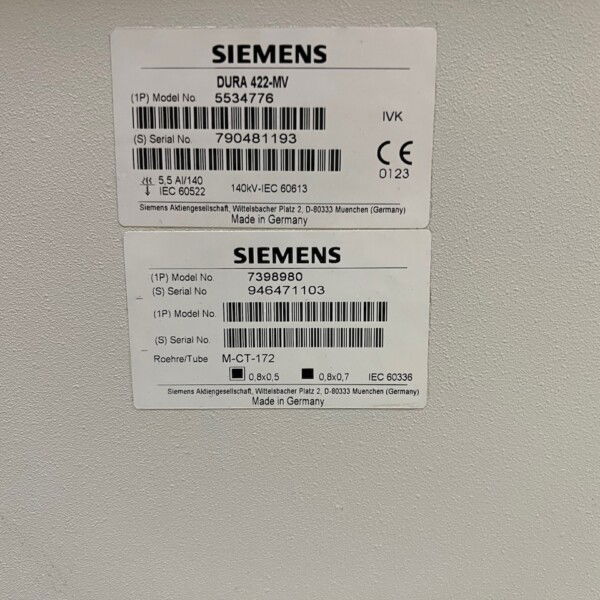 SIEMENS
DURA 422-MV
(1P) Model No. 5534776
IVK
(S) Serial No. 790481193
CE
0123
5,5 Al/140
IEC 60522 140kV-IEC 60613
Siemens Aktiengesellschaft, Wittelsbacher Platz 2, D-80333 Muenchen (Germany)
Made in Germany
SIEMENS
(1P) Model No. 7398980
(S) Serial No 946471103
(1P) Model No.
(S) Serial No.
Roehre/Tube M-CT-172
0,8x0,5 0,8x0,7 IEC 60336
Siemens Aktiengesellschaft, Wittelsbacher Platz 2, D-80333 Muenchen (Germany)
Made in Germany